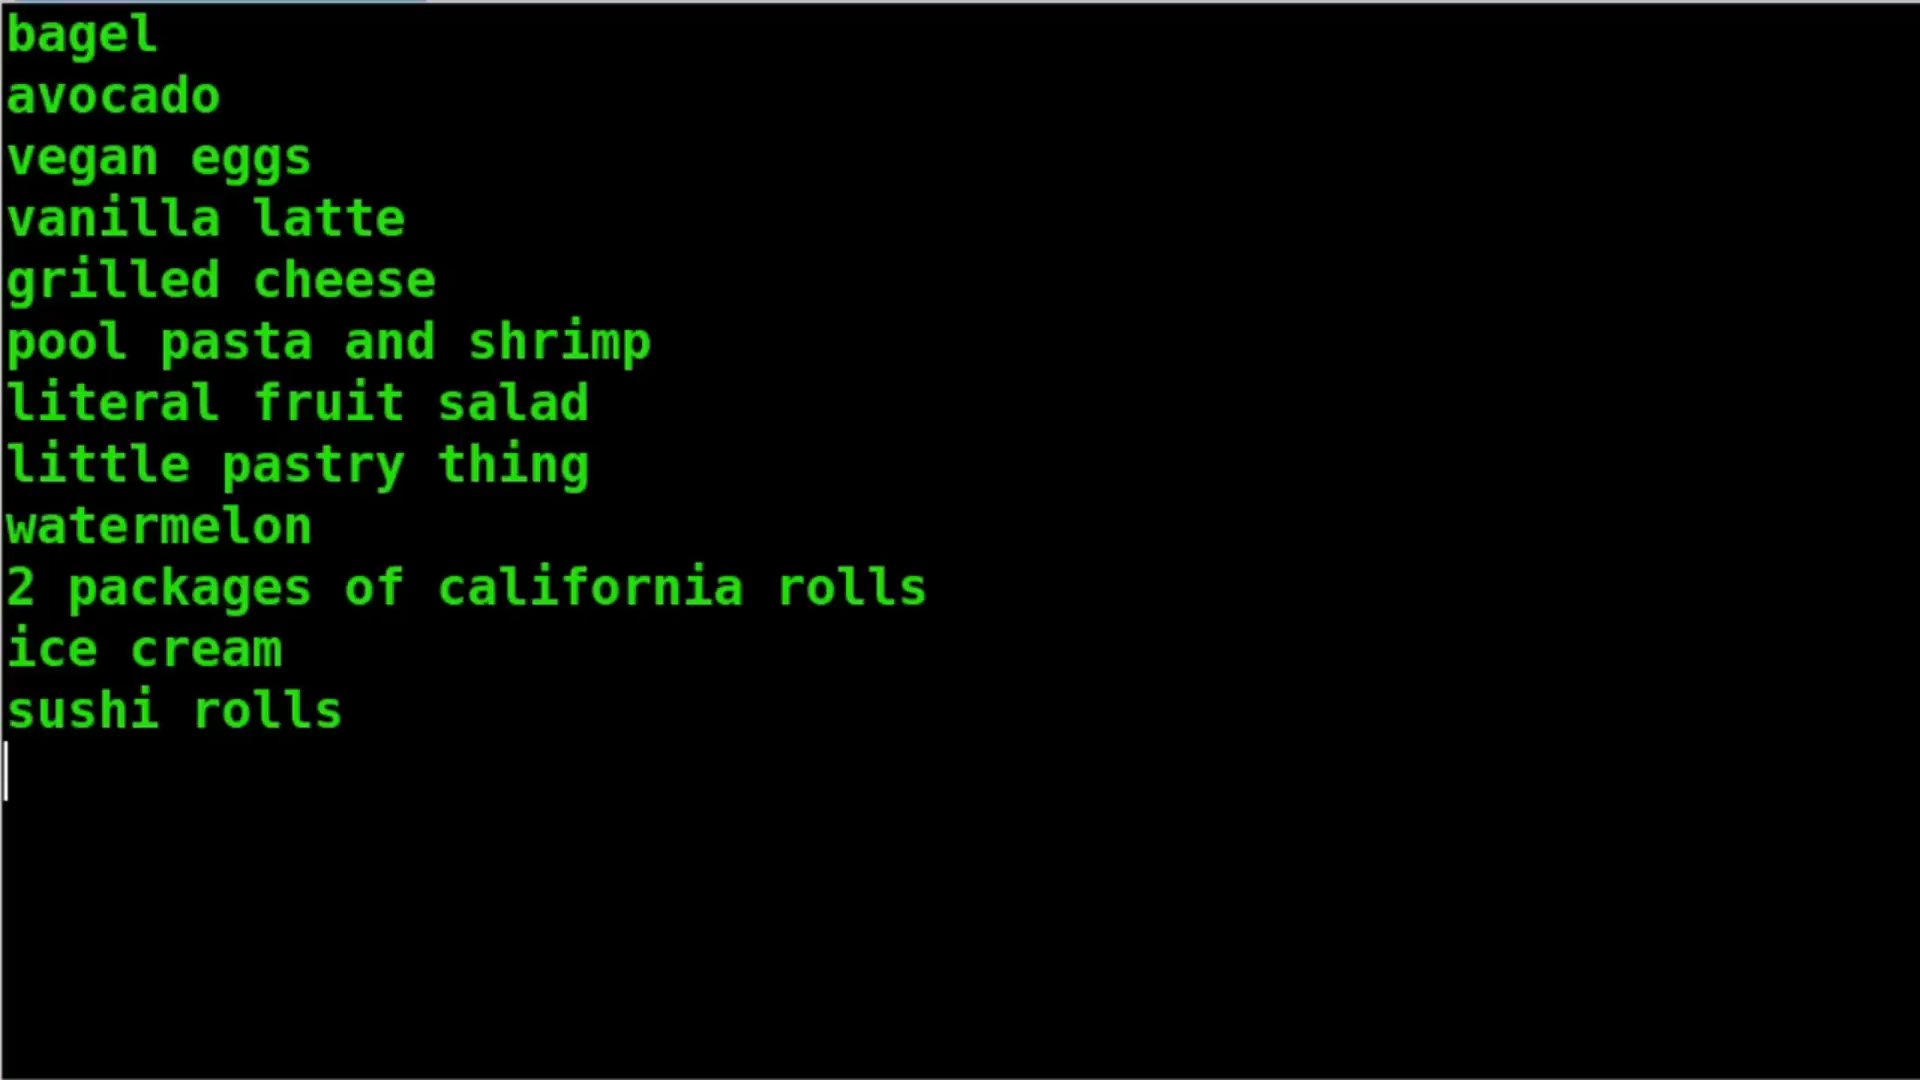 bagel
avocado
vegan eggs
vanilla latte
grilled cheese
pool pasta and shrimp
literal fruit salad
little pastry thing
watermelon
2 packages of california rolls
ice cream
sushi rolls